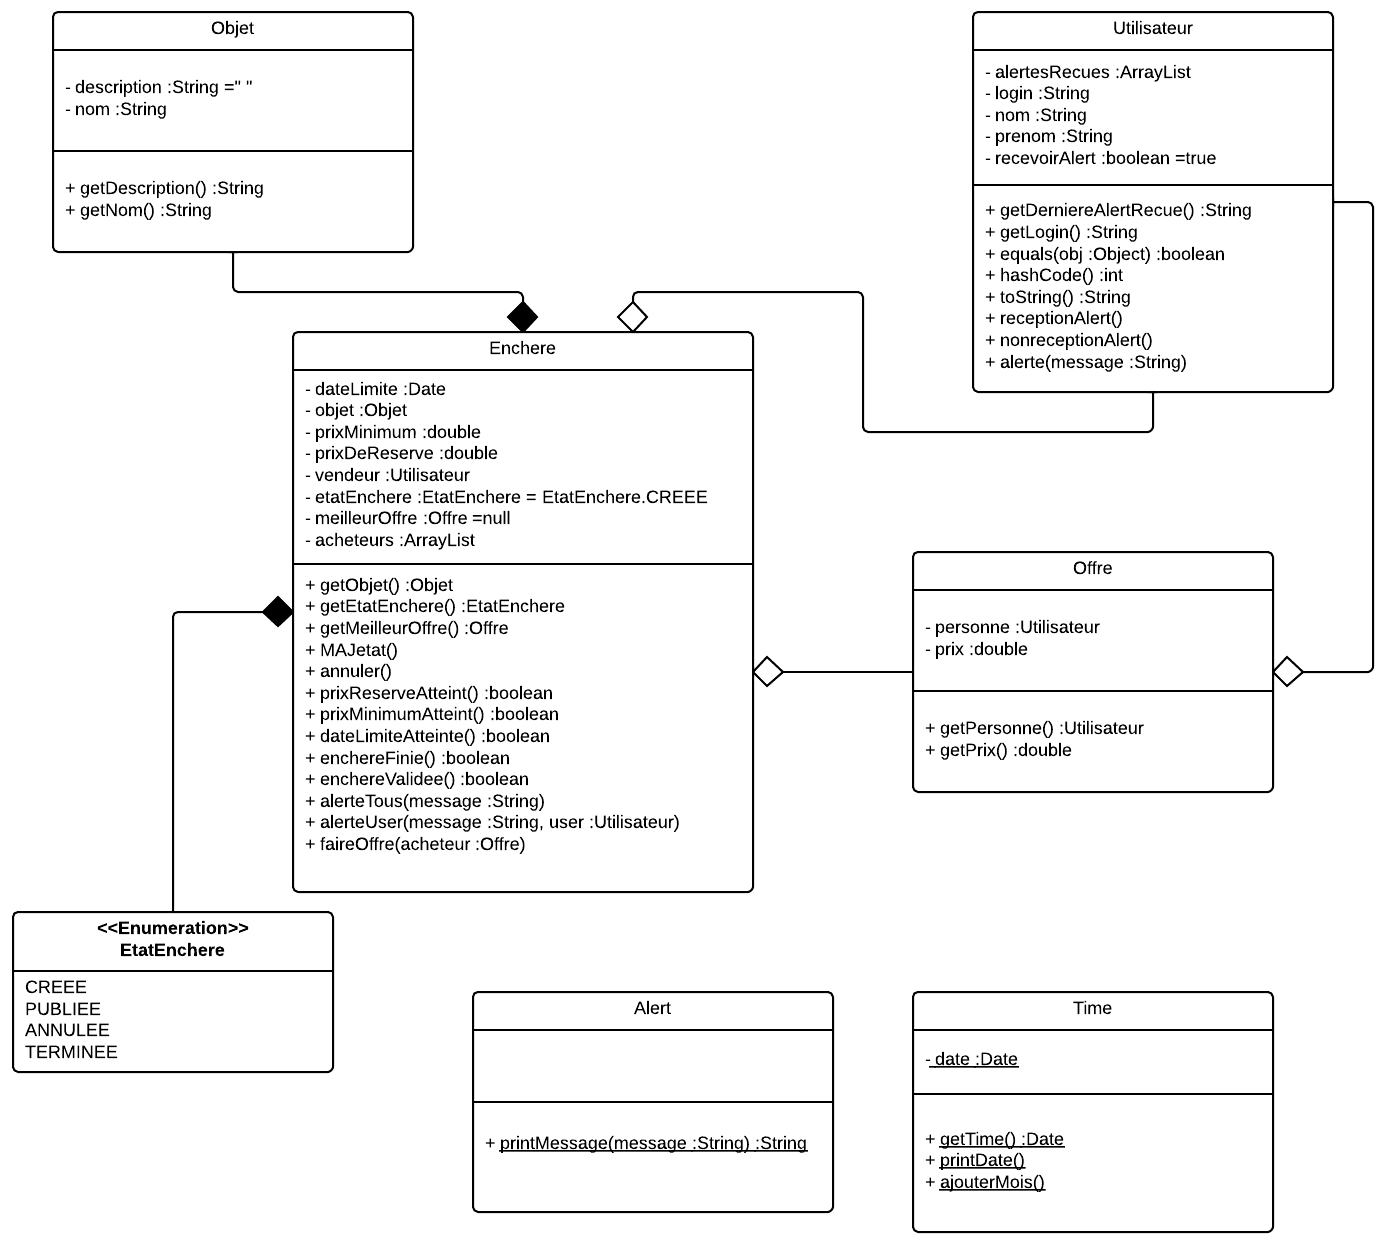 Objet
- description :String =" "
- nom :String
+ getDescription() :String
+ getNom() :String
Utilisateur
- alertesRecues :ArrayList
- login :String
- nom :String
- prenom :String
- recevoirAlert :boolean =true
+ getDerniereAlertRecue() :String
+ getLogin() :String
+ equals(obj :Object) :boolean
+ hashCode() :int
+ toString() :String
+ receptionAlert()
+ nonreceptionAlert()
+ alerte(message :String)
Enchere
- dateLimite :Date
- objet :Objet
- prixMinimum :double
- prixDeReserve :double
- vendeur :Utilisateur
- etatEnchere :EtatEnchere = EtatEnchere.CREEE
- meilleurOffre :Offre =null
- acheteurs :ArrayList
+ getObjet() :Objet
+ getEtatEnchere() :EtatEnchere
+ getMeilleurOffre() :Offre
+ MAJetat()
+ annuler()
+ prixReserveAtteint() :boolean
+ prixMinimumAtteint() :boolean
+ dateLimiteAtteinte() :boolean
+ enchereFinie() :boolean
+ enchereValidee() :boolean
+ alerteTous(message :String)
+ alerteUser(message :String, user :Utilisateur)
+ faireOffre(acheteur :Offre)
Offre
- personne :Utilisateur
- prix :double
+ getPersonne() :Utilisateur
+ getPrix() :double
<<Enumeration>>
EtatEnchere
CREEE
PUBLIEE
ANNULEE
TERMINEE
Alert
+ printMessage(message :String) :String
Time
- date :Date
+ getTime() :Date
+ printDate()
+ ajouterMois()